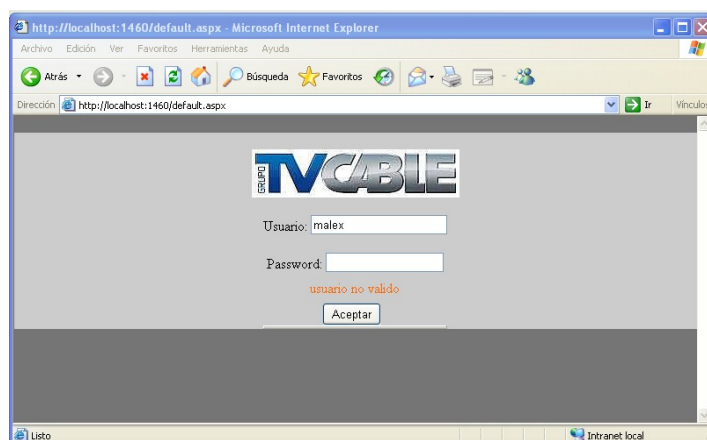 http://localhost:1460/default.aspx - Microsoft Internet Explorer
Archivo Edición Ver Favoritos Herramientas Ayuda
Atrás Búsqueda Favoritos
Dirección http://localhost:1460/default.aspx Ir Vínculos
GRUPO TVCABLE
Usuario: malex
Password:
usuario no valido
Aceptar
Listo Intranet local